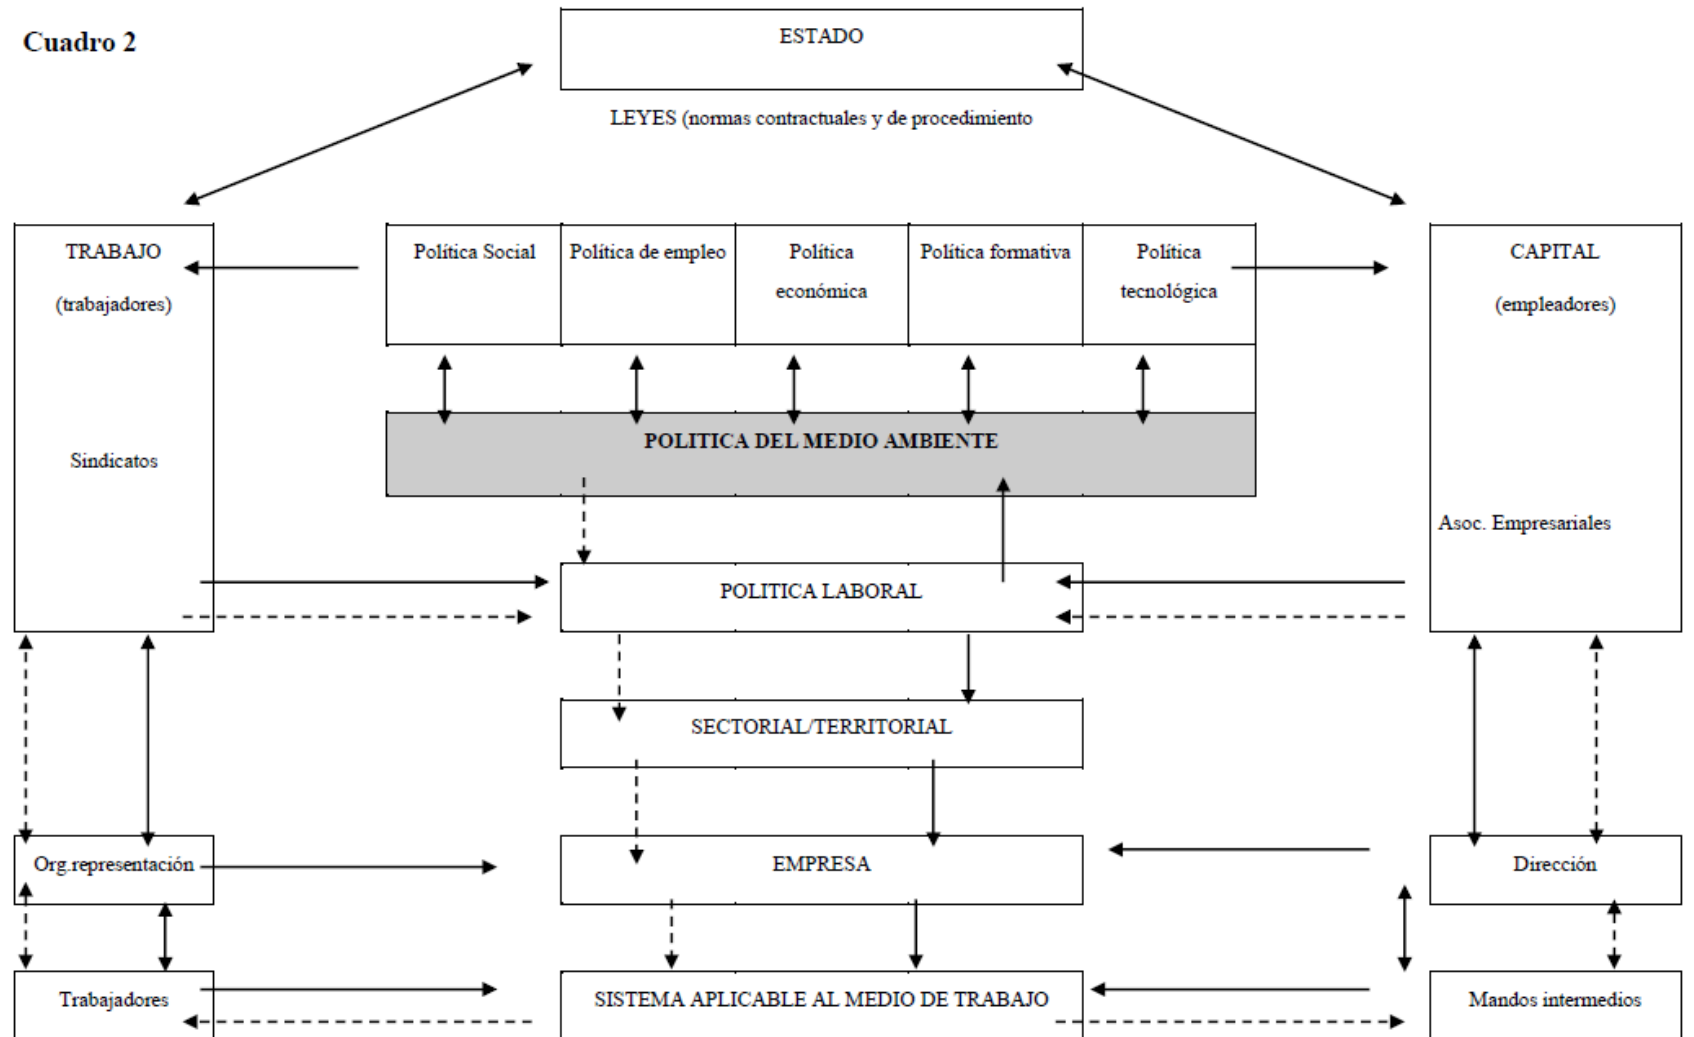 Cuadro 2
ESTADO
LEYES (normas contractuales y de procedimiento
TRABAJO
(trabajadores)
Sindicatos
Política Social
Política de empleo
Política
económica
Política formativa
Política
tecnológica
CAPITAL
(empleadores)
Asoc. Empresariales
POLITICA DEL MEDIO AMBIENTE
POLITICA LABORAL
SECTORIAL/TERRITORIAL
Org.representación
EMPRESA
Dirección
Trabajadores
SISTEMA APLICABLE AL MEDIO DE TRABAJO
Mandos intermedios